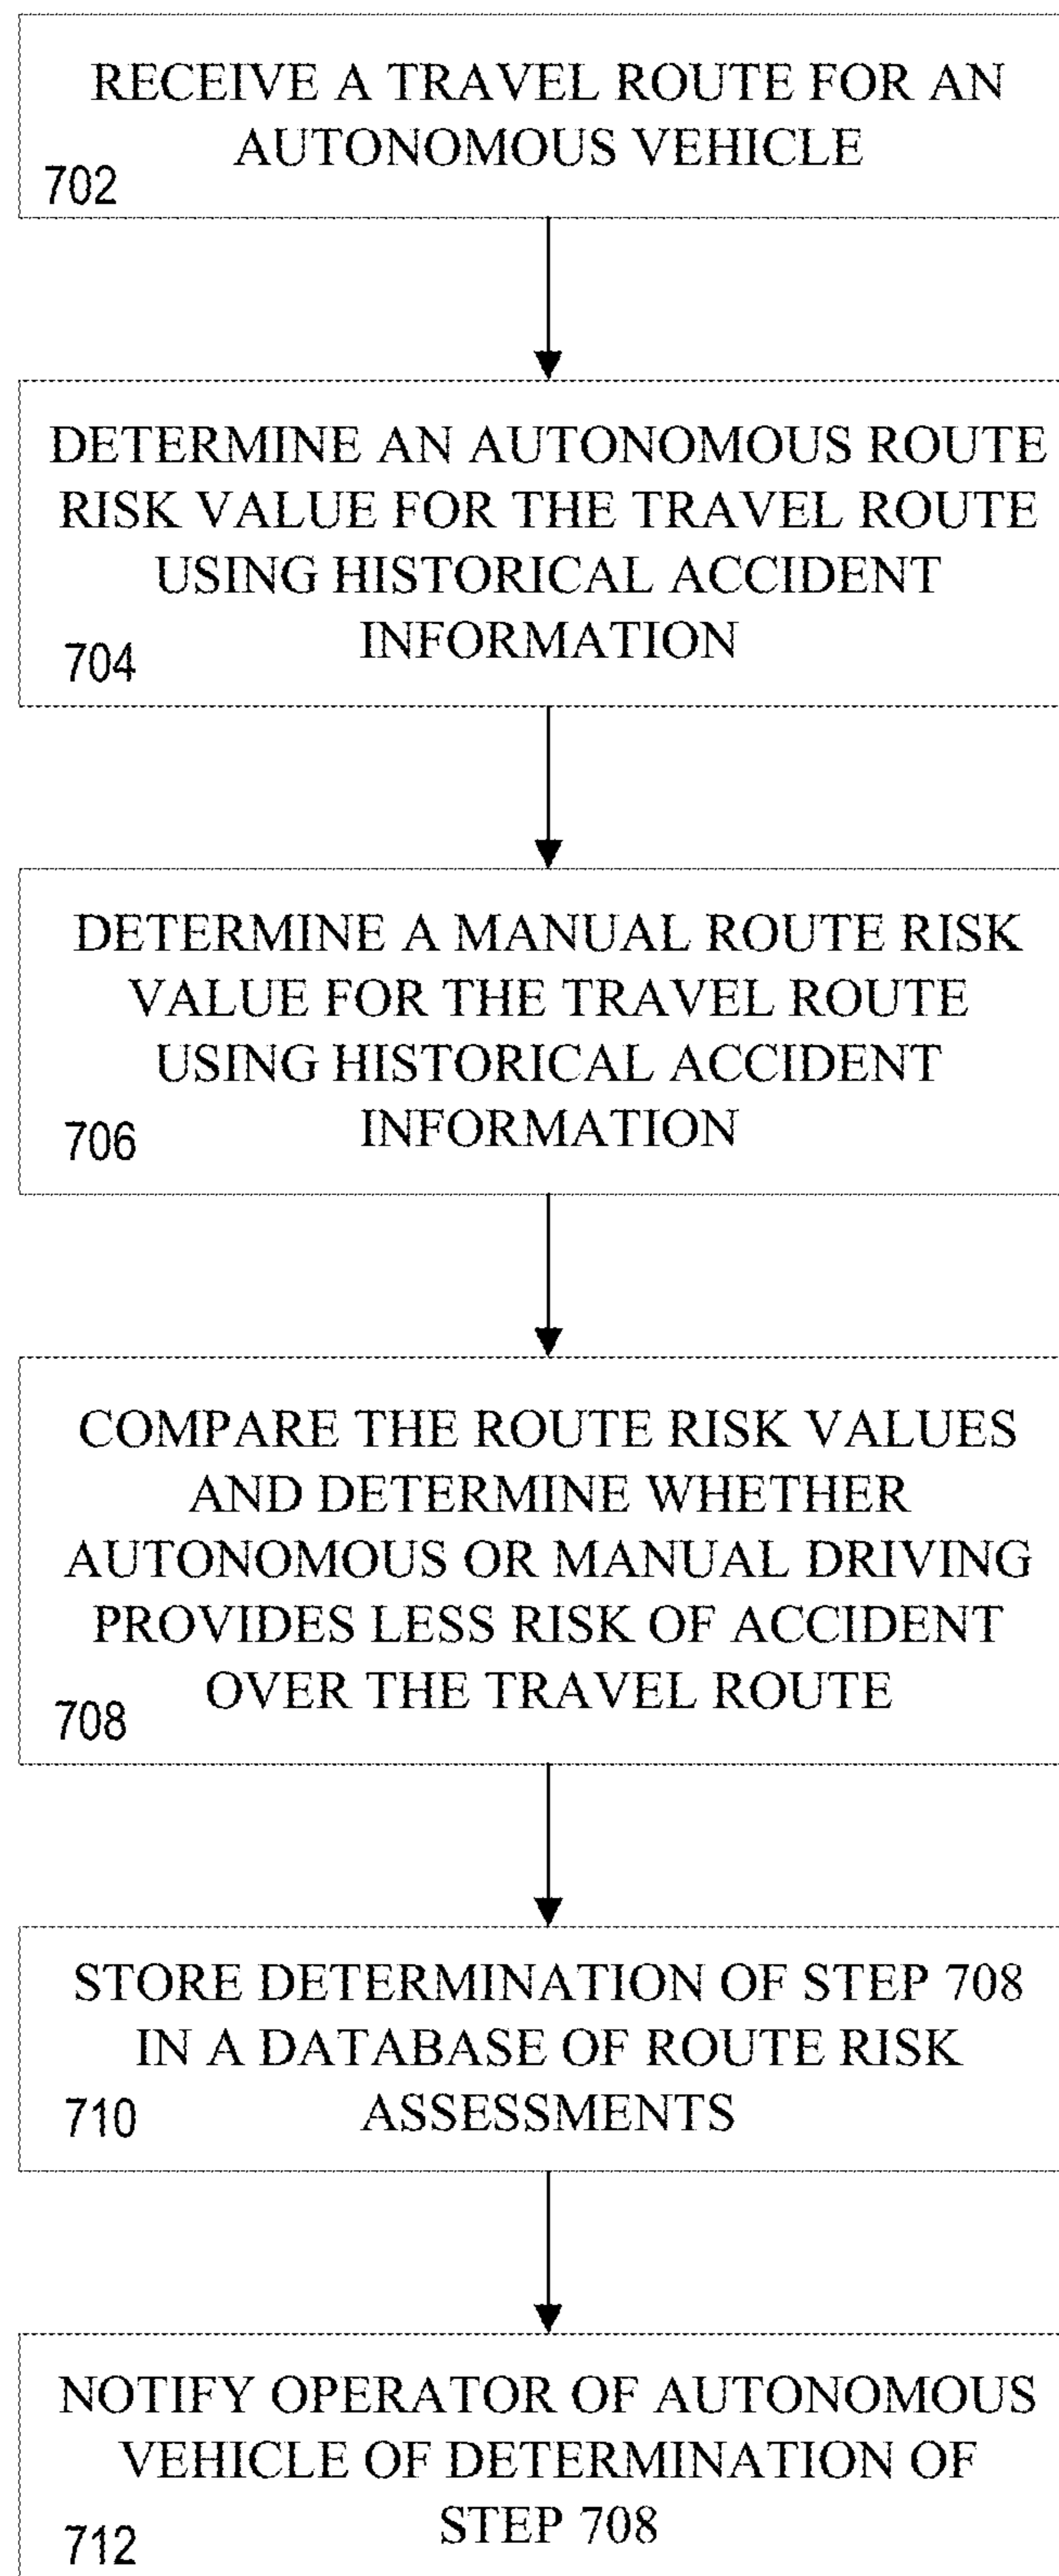 RECEIVE A TRAVEL ROUTE FOR AN
AUTONOMOUS VEHICLE
702
DETERMINE AN AUTONOMOUS ROUTE
RISK VALUE FOR THE TRAVEL ROUTE
USING HISTORICAL ACCIDENT
INFORMATION
704
DETERMINE A MANUAL ROUTE RISK
VALUE FOR THE TRAVEL ROUTE
USING HISTORICAL ACCIDENT
INFORMATION
706
COMPARE THE ROUTE RISK VALUES
AND DETERMINE WHETHER
AUTONOMOUS OR MANUAL DRIVING
PROVIDES LESS RISK OF ACCIDENT
OVER THE TRAVEL ROUTE
708
STORE DETERMINATION OF STEP 708
IN A DATABASE OF ROUTE RISK
ASSESSMENTS
710
NOTIFY OPERATOR OF AUTONOMOUS
VEHICLE OF DETERMINATION OF
STEP 708
712